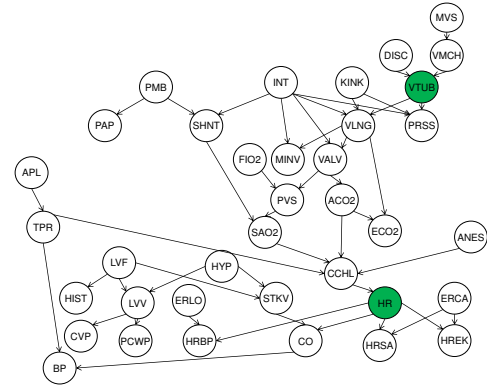 MVS
DISC
VMCH
PMB
INT
KINK
VTUB
PAP
SHNT
VLNG
PRSS
FIO2
MINV
VALV
APL
PVS
ACO2
TPR
SAO2
ECO2
ANES
LVF
HYP
CCHL
HIST
LVV
ERLO
STKV
HR
ERCA
CVP
PCWP
HRBP
CO
HRSA
HREK
BP